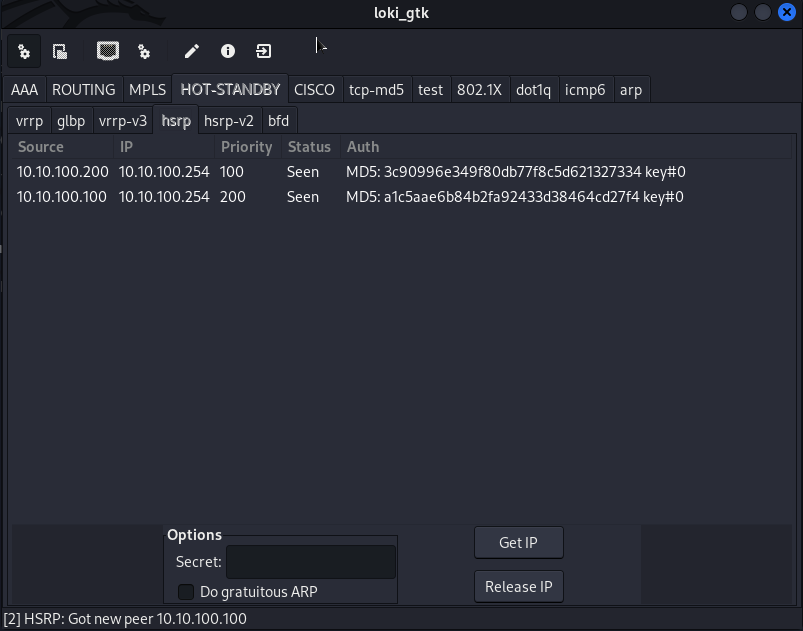 loki_gtk
AAA ROUTING MPLS HOT-STANDBY CISCO tcp-md5 test 802.1X dot1q icmp6 arp
vrrp glbp vrrp-v3 hsrp hsrp-v2 bfd
Source IP Priority Status Auth
10.10.100.200 10.10.100.254 100 Seen MD5: 3c90996e349f80db77f8c5d621327334 key#0
10.10.100.100 10.10.100.254 200 Seen MD5: a1c5aae6b84b2fa92433d38464cd27f4 key#0
Options
Secret:
Do gratuitous ARP
Get IP
Release IP
[2] HSRP: Got new peer 10.10.100.100